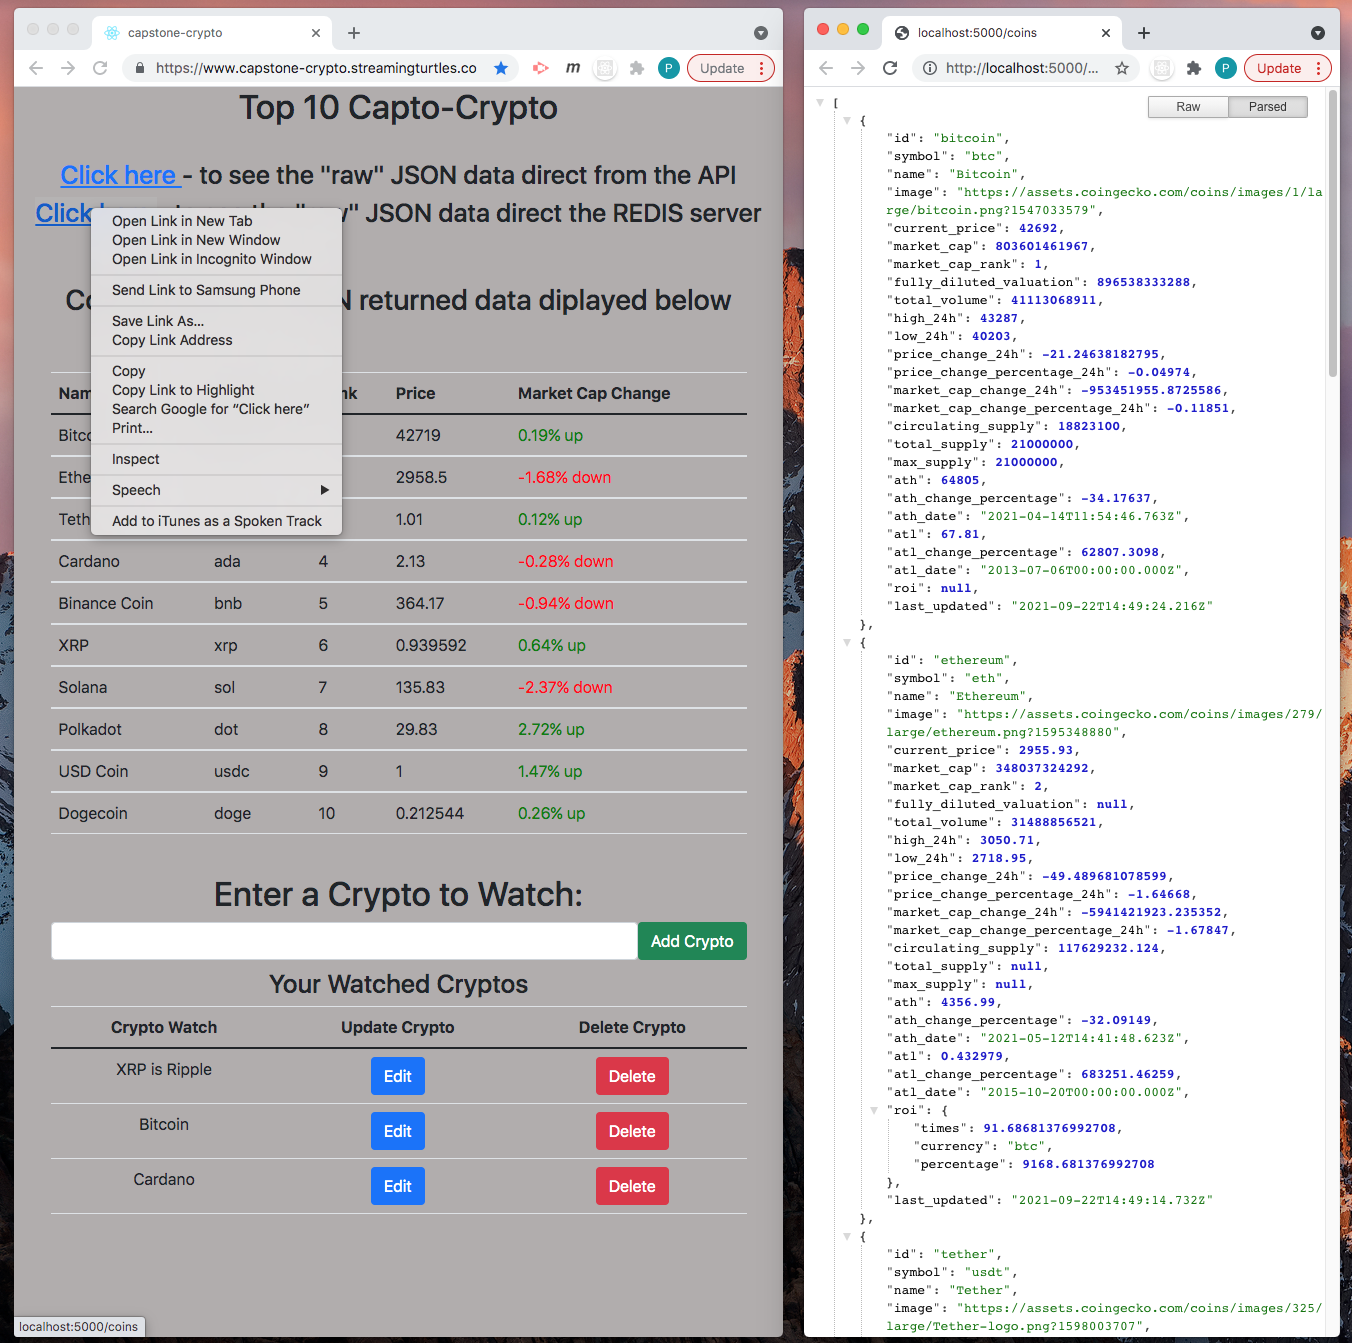 capstone-crypto
https://www.capstone-crypto.streamingturtles.co
m
P
Update
Top 10 Capto-Crypto
Click here - to see the "raw" JSON data direct from the API
Click "raw" JSON data direct the REDIS server
Open Link in New Tab
Open Link in New Window
Open Link in Incognito Window
Send Link to Samsung Phone
Save Link As...
Copy Link Address
Copy
Copy Link to Highlight
Search Google for “Click here”
Print...
Inspect
Speech
Add to iTunes as a Spoken Track
returned data diplayed below
Price Market Cap Change
42719 0.19% up
2958.5 -1.68% down
1.01 0.12% up
Cardano ada 4 2.13 -0.28% down
Binance Coin bnb 5 364.17 -0.94% down
XRP xrp 6 0.939592 0.64% up
Solana sol 7 135.83 -2.37% down
Polkadot dot 8 29.83 2.72% up
USD Coin usdc 9 1 1.47% up
Dogecoin doge 10 0.212544 0.26% up
Enter a Crypto to Watch:
Add Crypto
Your Watched Cryptos
Crypto Watch Update Crypto Delete Crypto
XRP is Ripple Edit Delete
Bitcoin Edit Delete
Cardano Edit Delete
localhost:5000/coins
localhost:5000/coins
http://localhost:5000/...
P
Update
Raw Parsed
[
{
"id": "bitcoin",
"symbol": "btc",
"name": "Bitcoin",
"image": "https://assets.coingecko.com/coins/images/1/la
rge/bitcoin.png?1547033579",
"current_price": 42692,
"market_cap": 803601461967,
"market_cap_rank": 1,
"fully_diluted_valuation": 896538333288,
"total_volume": 41113068911,
"high_24h": 43287,
"low_24h": 40203,
"price_change_24h": -21.24638182795,
"price_change_percentage_24h": -0.04974,
"market_cap_change_24h": -953451955.8725586,
"market_cap_change_percentage_24h": -0.11851,
"circulating_supply": 18823100,
"total_supply": 21000000,
"max_supply": 21000000,
"ath": 64805,
"ath_change_percentage": -34.17637,
"ath_date": "2021-04-14T11:54:46.763Z",
"atl": 67.81,
"atl_change_percentage": 62807.3098,
"atl_date": "2013-07-06T00:00:00.000Z",
"roi": null,
"last_updated": "2021-09-22T14:49:24.216Z"
},
{
"id": "ethereum",
"symbol": "eth",
"name": "Ethereum",
"image": "https://assets.coingecko.com/coins/images/279/
large/ethereum.png?1595348880",
"current_price": 2955.93,
"market_cap": 348037324292,
"market_cap_rank": 2,
"fully_diluted_valuation": null,
"total_volume": 31488856521,
"high_24h": 3050.71,
"low_24h": 2718.95,
"price_change_24h": -49.489681078599,
"price_change_percentage_24h": -1.64668,
"market_cap_change_24h": -5941421923.235352,
"market_cap_change_percentage_24h": -1.67847,
"circulating_supply": 117629232.124,
"total_supply": null,
"max_supply": null,
"ath": 4356.99,
"ath_change_percentage": -32.09149,
"ath_date": "2021-05-12T14:41:48.623Z",
"atl": 0.432979,
"atl_change_percentage": 683251.46259,
"atl_date": "2015-10-20T00:00:00.000Z",
"roi": {
"times": 91.68681376992708,
"currency": "btc",
"percentage": 9168.681376992708
},
"last_updated": "2021-09-22T14:49:14.732Z"
},
{
"id": "tether",
"symbol": "usdt",
"name": "Tether",
"image": "https://assets.coingecko.com/coins/images/325/
large/Tether-logo.png?1598003707",